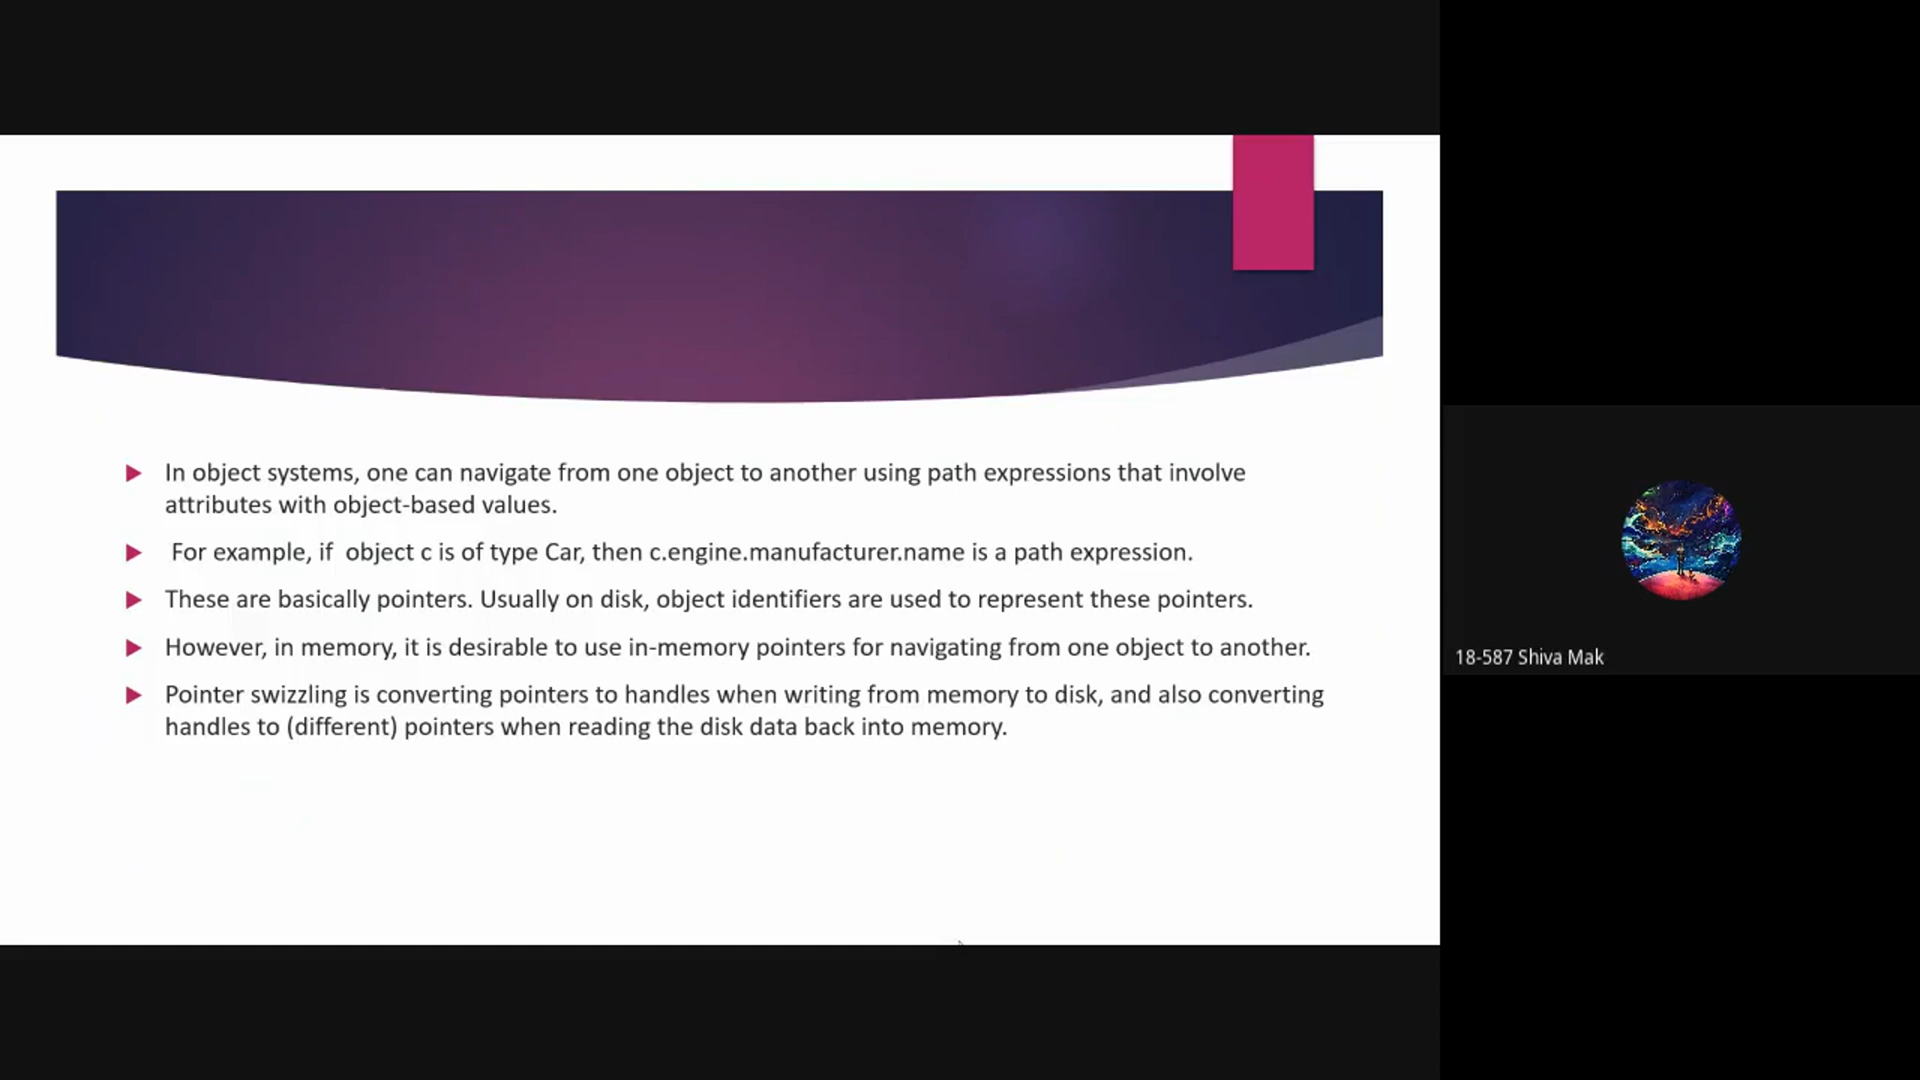 In object systems, one can navigate from one object to another using path expressions that involve
attributes with object-based values.
For example, if object c is of type Car, then c.engine.manufacturer.name is a path expression.
These are basically pointers. Usually on disk, object identifiers are used to represent these pointers.
However, in memory, it is desirable to use in-memory pointers for navigating from one object to another.
Pointer swizzling is converting pointers to handles when writing from memory to disk, and also converting
handles to (different) pointers when reading the disk data back into memory.
18-587 Shiva Mak